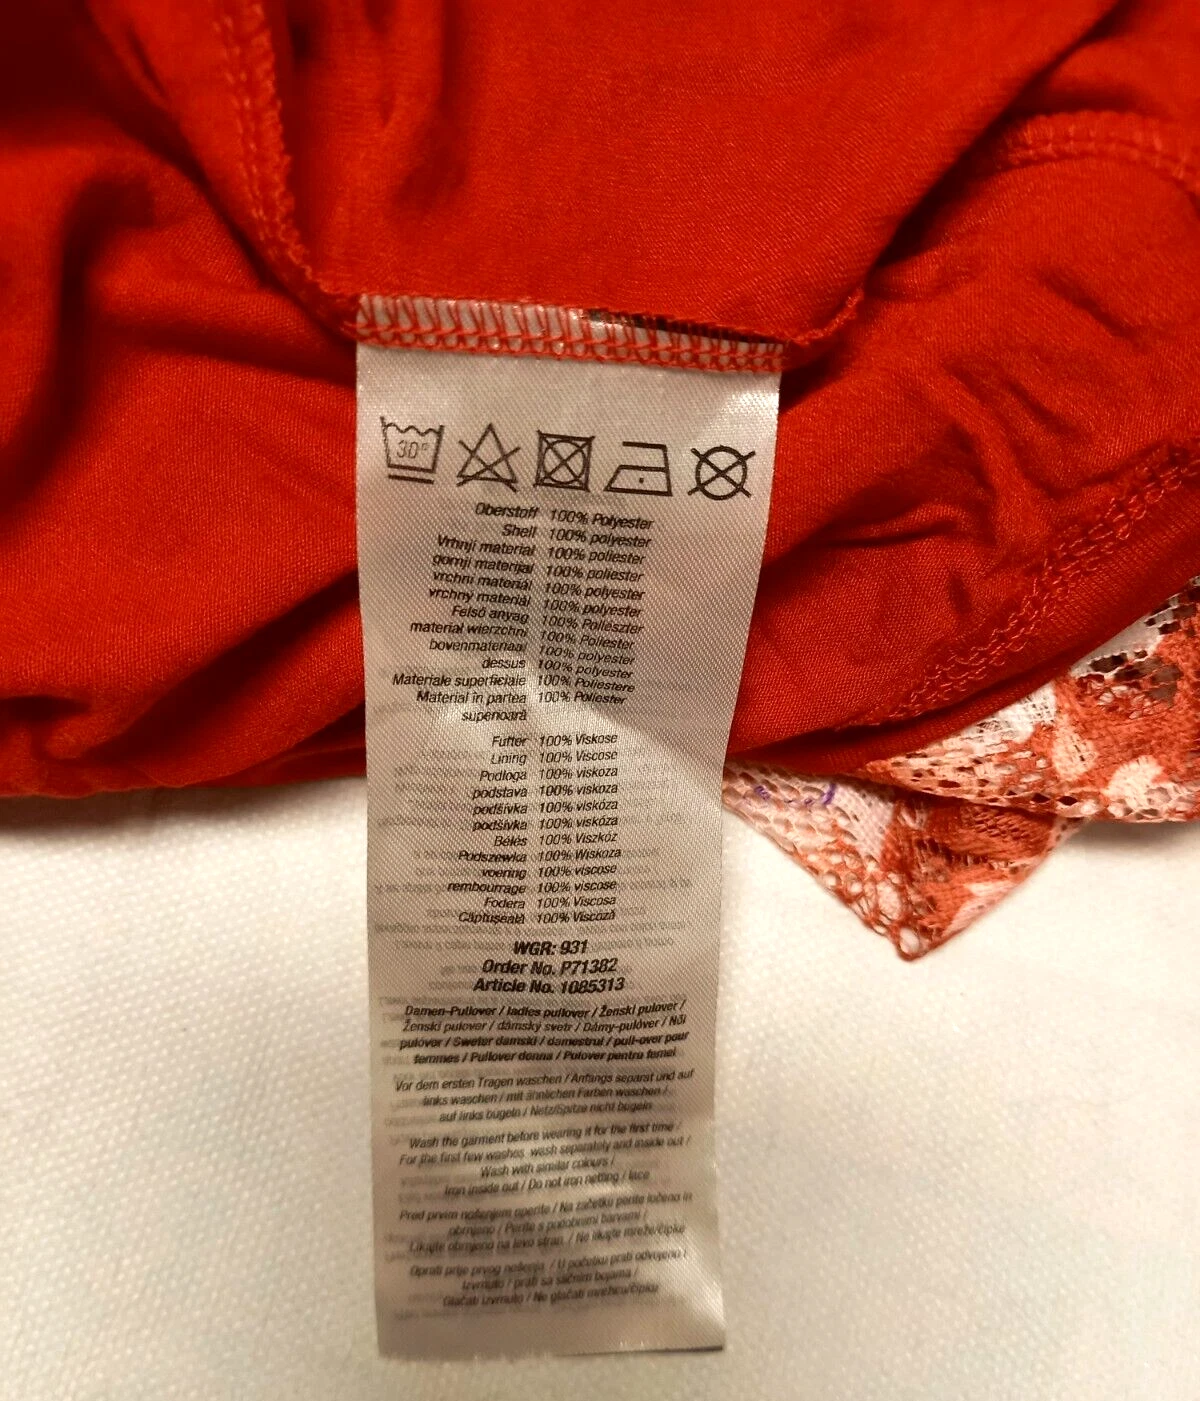 30°
Oberstoff 100% Polyester
Shell 100% polyester
Vrhnji material 100% poliester
gornji materijal 100% poliester
vrchní materiál 100% polyester
vrchný materiál 100% polyester
Felső anyag 100% Poliészter
materiał wierzchni 100% Poliester
bovenmateriaal 100% polyester
dessus 100% polyester
Materiale superficiale 100% Poliestere
Material în partea 100% Poliester
superioară
Futter 100% Viskose
Lining 100% Viscose
Podloga 100% viskoza
podstava 100% viskoza
podšívka 100% viskóza
podšívka 100% viskóza
Bélés 100% Viszkóz
Podszewka 100% Wiskoza
voering 100% viscose
rembourrage 100% viscose
Fodera 100% Viscosa
Căptuşeală 100% Viscoză
WGR: 931
Order No. P71382
Article No. 1085313
Damen-Pullover / ladies pullover / Ženski pulover /
Ženski pulover / dámský svetr / Dámy-pulóver / Női
pulóver / Sweter damski / damestrui / pull-over pour
femmes / Pullover donna / Pulover pentru femei
Vor dem ersten Tragen waschen / Anfangs separat und auf
links waschen / mit ähnlichen Farben waschen /
auf links bügeln / Netz/Spitze nicht bügeln
Wash the garment before wearing it for the first time /
For the first few washes wash separately and inside out /
Wash with similar colours /
Iron inside out / Do not iron netting / lace
Pred prvim nošenjem operite / Na začetku perite ločeno in
obrnjeno / Perite s podobnimi barvami /
Likajte obrnjeno na levo stran / Ne likajte mreže/čipke
Oprati prije prvog nošenja / U početku prati odvojeno i
izvrnuto / prati sa sličnim bojama /
Glačati izvrnuto / Ne glačati mrežicu/čipku